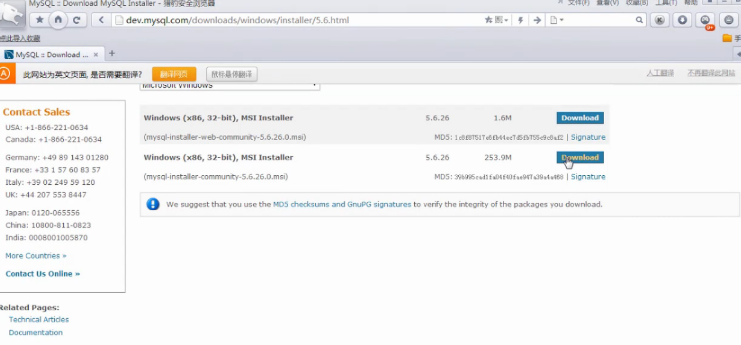 MySQL :: Download MySQL Installer - 猎豹安全浏览器
文件(F) 查看(V) 收藏(B) 工具(T) 帮助
dev.mysql.com/downloads/windows/installer/5.6.html
点此导入收藏
MySQL :: Download ...
此网站为英文页面, 是否需要翻译?
翻译网页
鼠标悬停翻译
人工翻译
不再翻译此网站
Microsoft Windows
Contact Sales
USA: +1-866-221-0634
Canada: +1-866-221-0634
Germany: +49 89 143 01280
France: +33 1 57 60 83 57
Italy: +39 02 249 59 120
UK: +44 207 553 8447
Japan: 0120-065556
China: 10800-811-0823
India: 0008001005870
More Countries »
Contact Us Online »
Related Pages:
Technical Articles
Documentation
Windows (x86, 32-bit), MSI Installer 5.6.26 1.6M Download
(mysql-installer-web-community-5.6.26.0.msi) MD5: | Signature
Windows (x86, 32-bit), MSI Installer 5.6.26 253.9M Download
(mysql-installer-community-5.6.26.0.msi) MD5: | Signature
We suggest that you use the MD5 checksums and GnuPG signatures to verify the integrity of the packages you download.